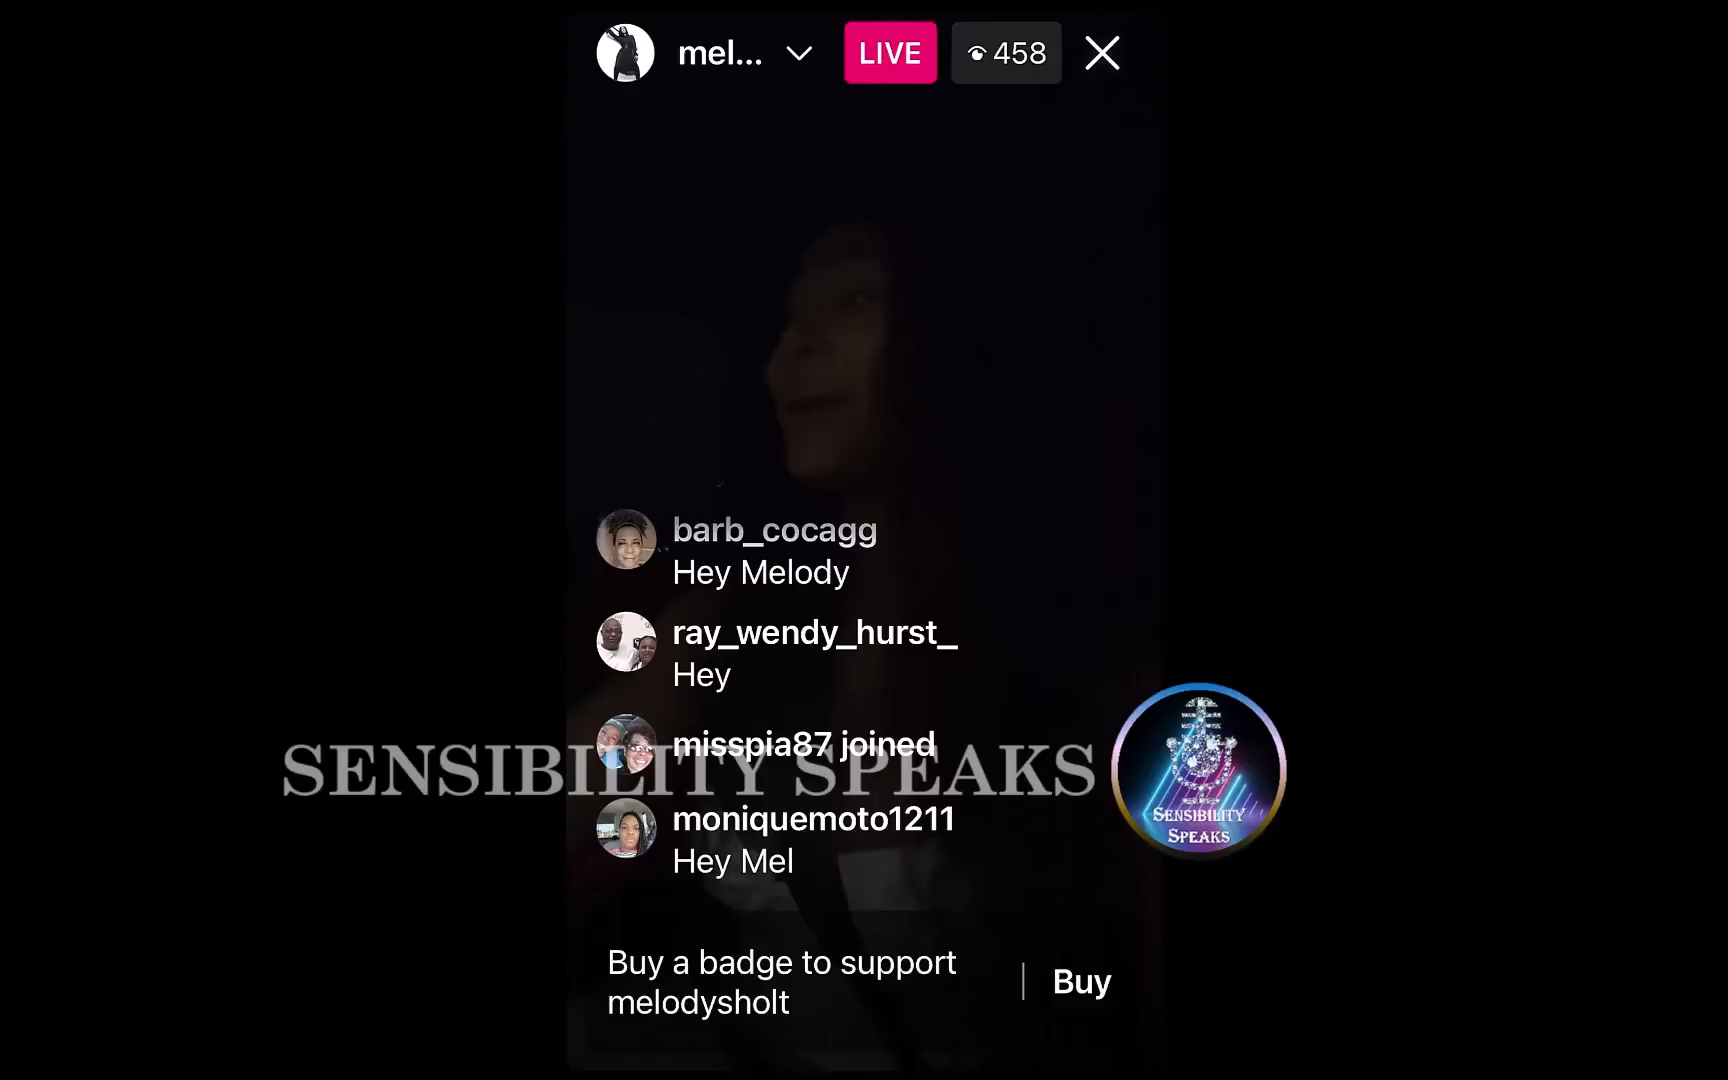 mel...
LIVE
458
barb_cocagg
Hey Melody
ray_wendy_hurst_
Hey
misspia87 joined
SENSIBILITY SPEAKS
SENSIBILITY
SPEAKS
moniquemoto1211
Hey Mel
Buy a badge to support
melodysholt
Buy